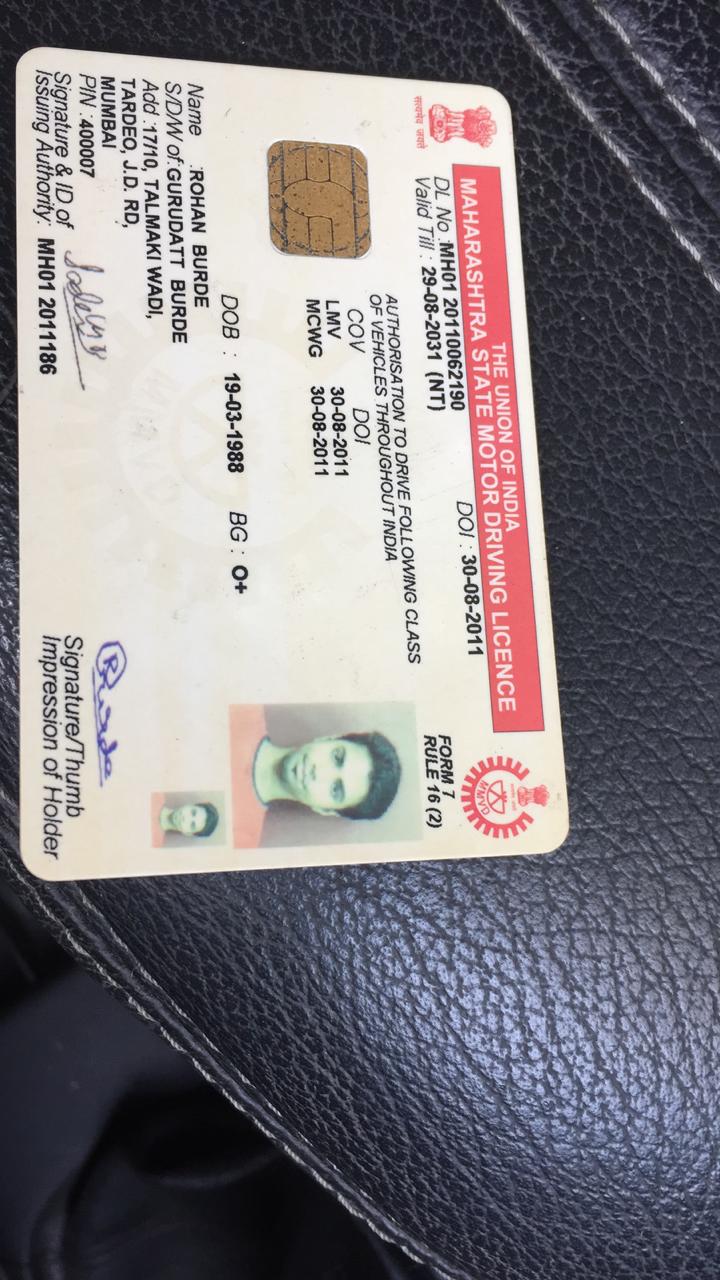 सत्यमेव जयते
THE UNION OF INDIA
MAHARASHTRA STATE MOTOR DRIVING LICENCE
MMVD
DL No :MH01 20110062190 DOI : 30-08-2011
Valid Till : 29-08-2031 (NT)
FORM 7
RULE 16 (2)
AUTHORISATION TO DRIVE FOLLOWING CLASS
OF VEHICLES THROUGHOUT INDIA
COV DOI
LMV 30-08-2011
MCWG 30-08-2011
DOB : 19-03-1988 BG : O+
Name :ROHAN BURDE
S/D/W of:GURUDATT BURDE
Add :17/10, TALMAKI WADI,
TARDEO, J.D. RD,
MUMBAI
PIN :400007
Signature & ID of
Issuing Authority: MH01 2011186
Signature/Thumb
Impression of Holder